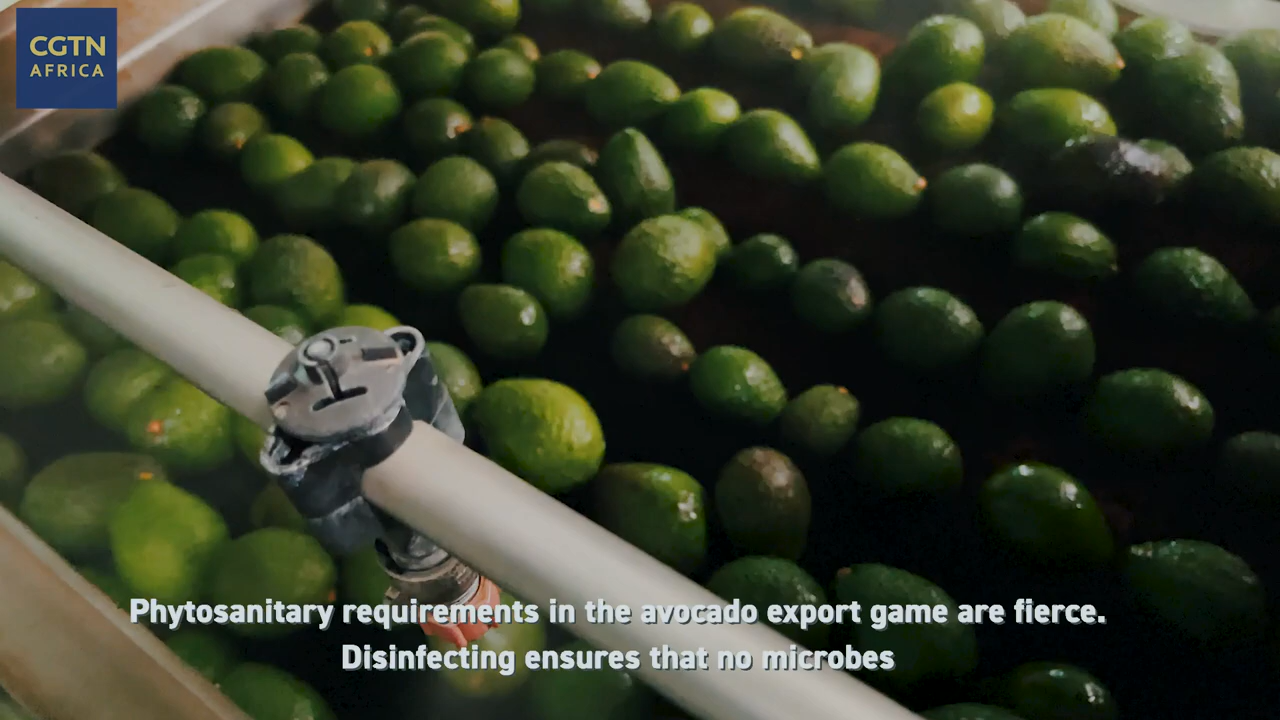 CGTN
AFRICA
Phytosanitary requirements in the avocado export game are fierce.
Disinfecting ensures that no microbes